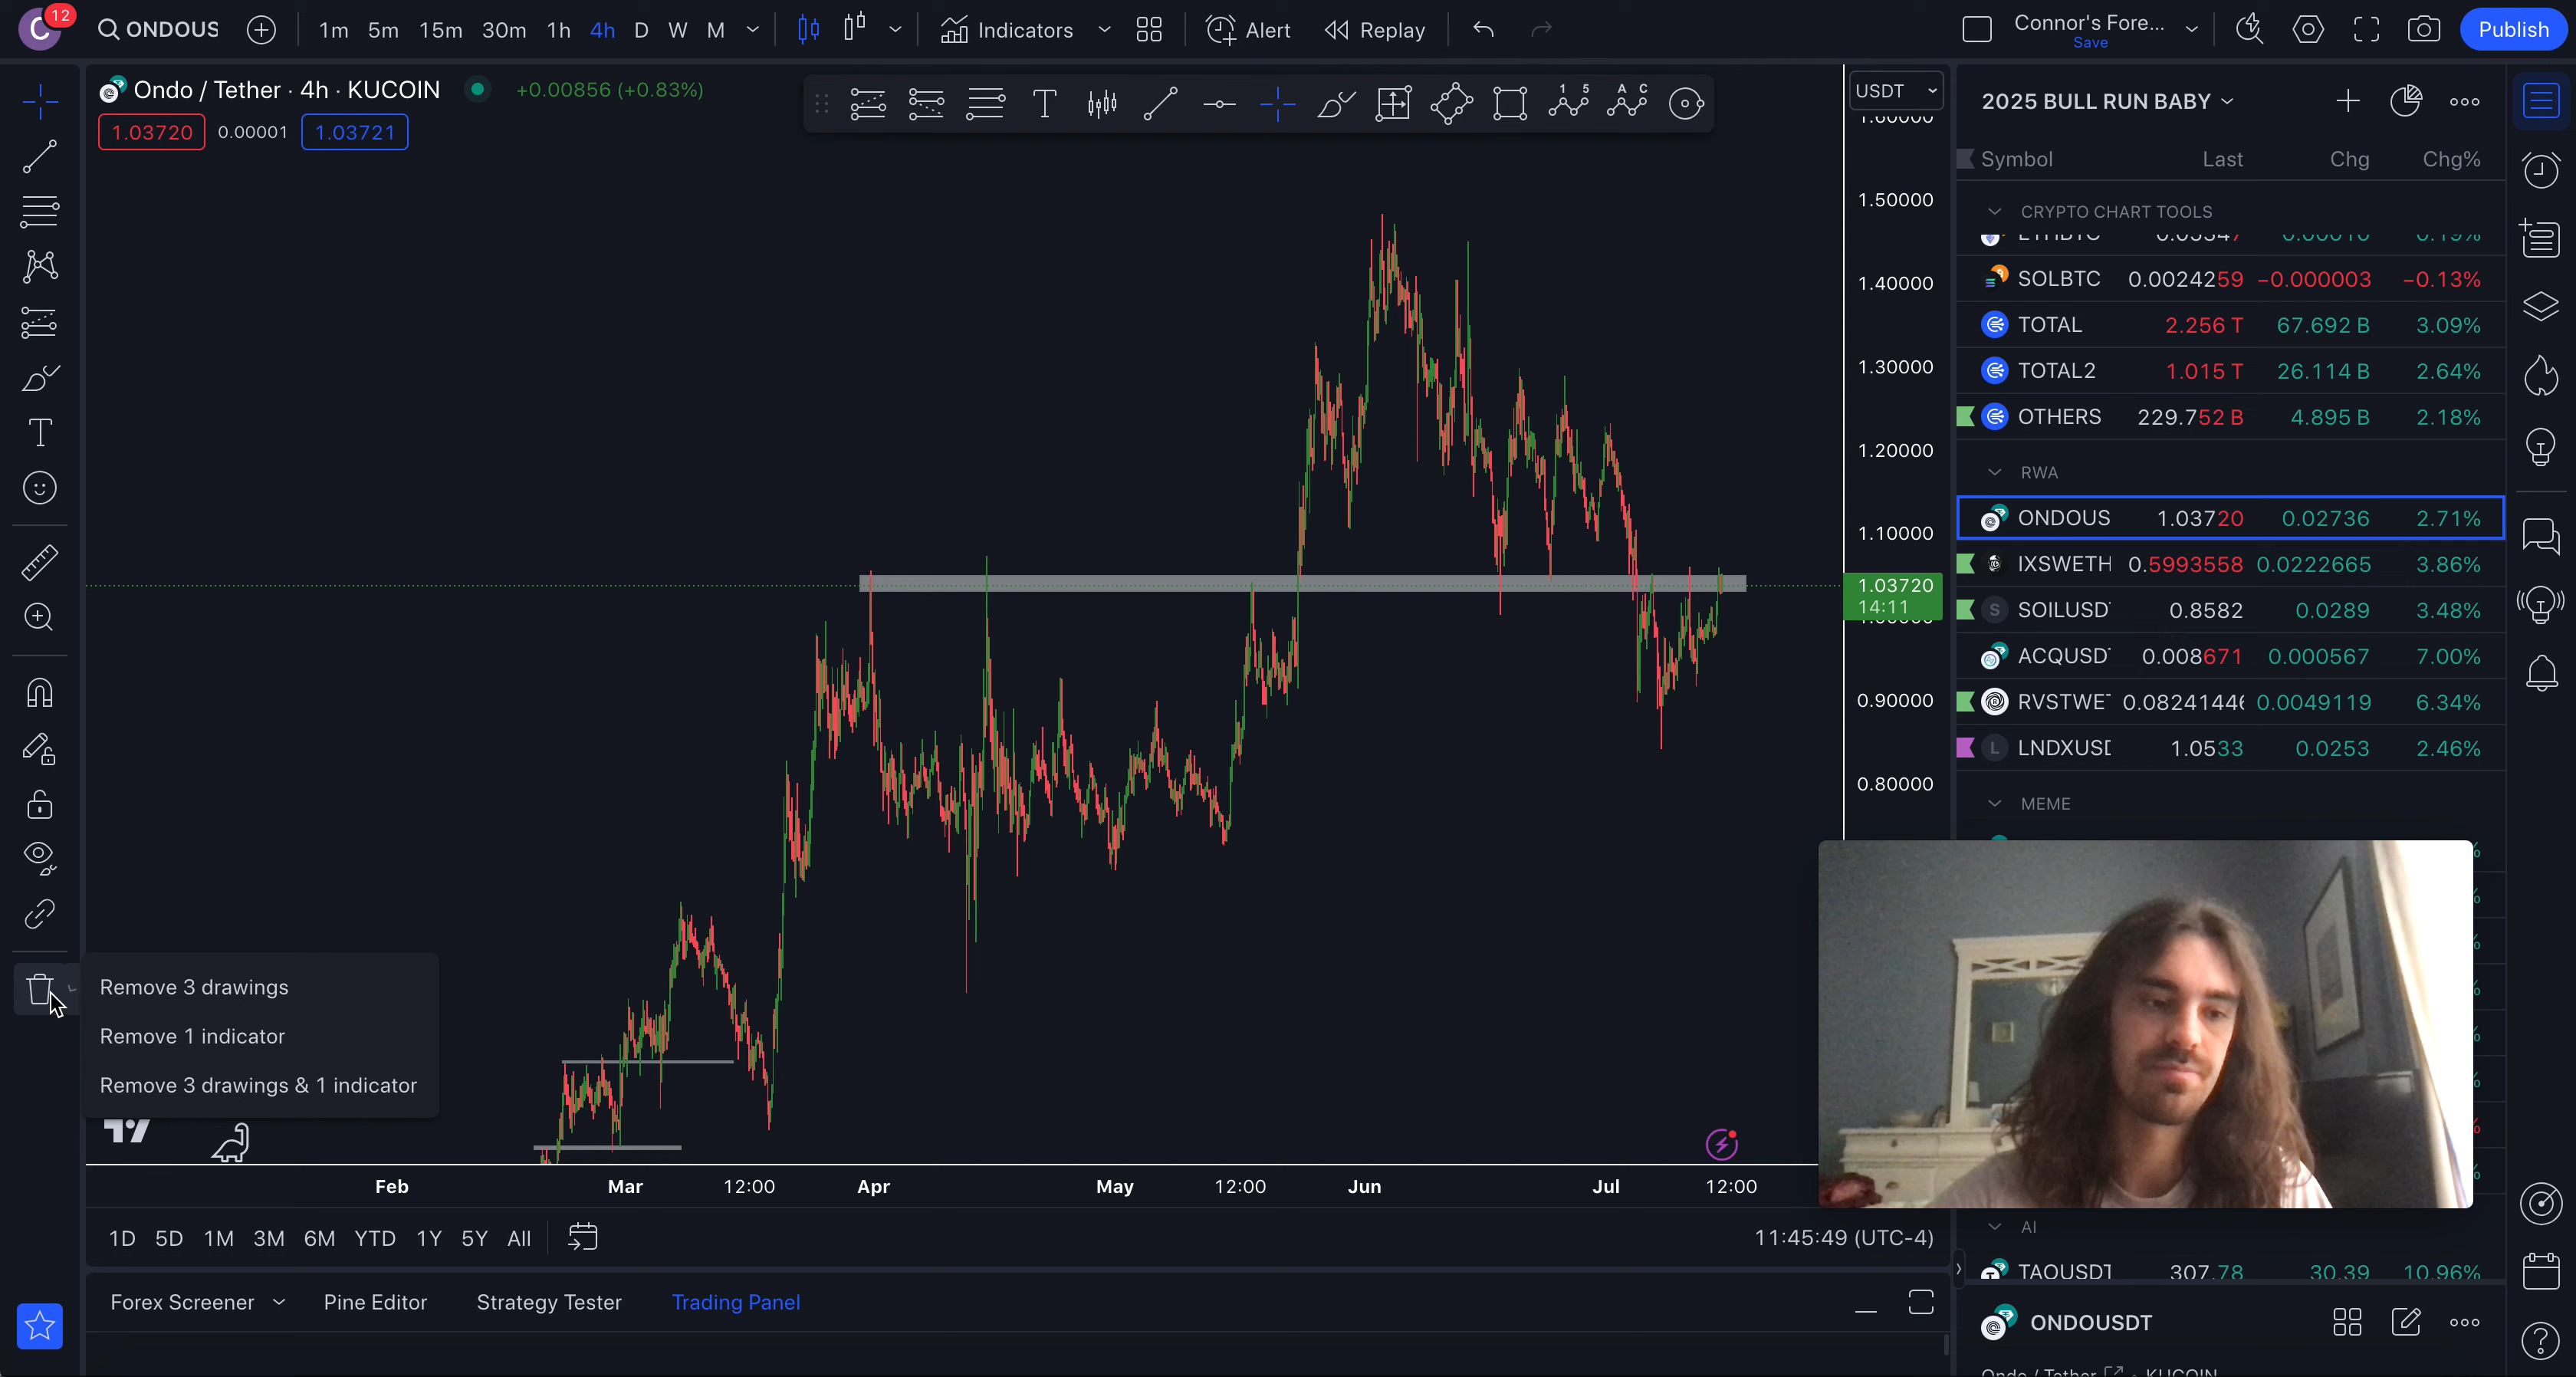 C 12 ONDOUS 1m 5m 15m 30m 1h 4h D W M Indicators Alert Replay Connor's Fore... Save Publish
Ondo / Tether · 4h · KUCOIN +0.00856 (+0.83%)
1.03720 0.00001 1.03721
USDT
1.50000
1.40000
1.30000
1.20000
1.10000
1.03720
14:11
0.90000
0.80000
2025 BULL RUN BABY
Symbol Last Chg Chg%
CRYPTO CHART TOOLS
SOLBTC 0.0024259 −0.000003 −0.13%
TOTAL 2.256 T 67.692 B 3.09%
TOTAL2 1.015 T 26.114 B 2.64%
OTHERS 229.752 B 4.895 B 2.18%
RWA
ONDOUS 1.03720 0.02736 2.71%
IXSWETH 0.5993558 0.0222665 3.86%
SOILUSD 0.8582 0.0289 3.48%
ACQUSD 0.008671 0.000567 7.00%
RVSTWE 0.0824144 0.0049119 6.34%
LNDXUSD 1.0533 0.0253 2.46%
MEME
Remove 3 drawings
Remove 1 indicator
Remove 3 drawings & 1 indicator
Feb Mar 12:00 Apr May 12:00 Jun Jul 12:00
1D 5D 1M 3M 6M YTD 1Y 5Y All 11:45:49 (UTC-4)
AI
TAOUSDT 307.78 30.39 10.96%
Forex Screener Pine Editor Strategy Tester Trading Panel
ONDOUSDT
Ondo / Tether · KUCOIN